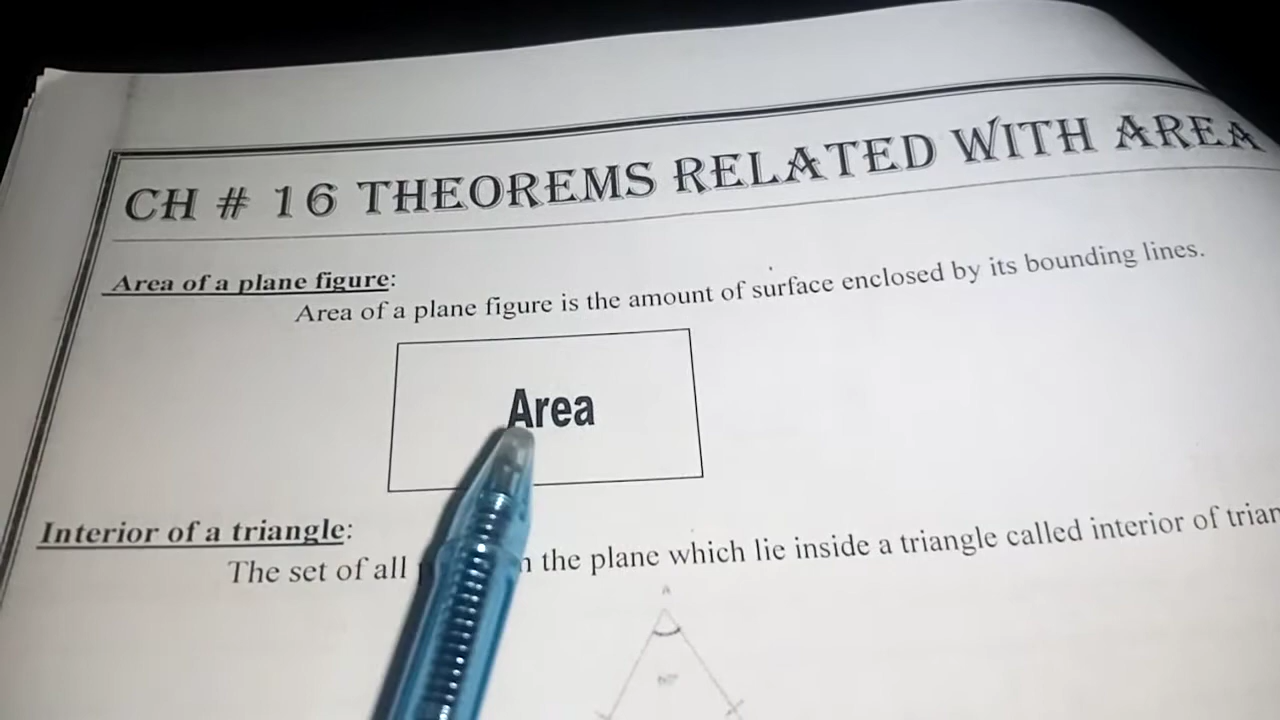 CH # 16 THEOREMS RELATED WITH AREA
Area of a plane figure:
Area of a plane figure is the amount of surface enclosed by its bounding lines.
Area
Interior of a triangle:
The set of all the plane which lie inside a triangle called interior of
A